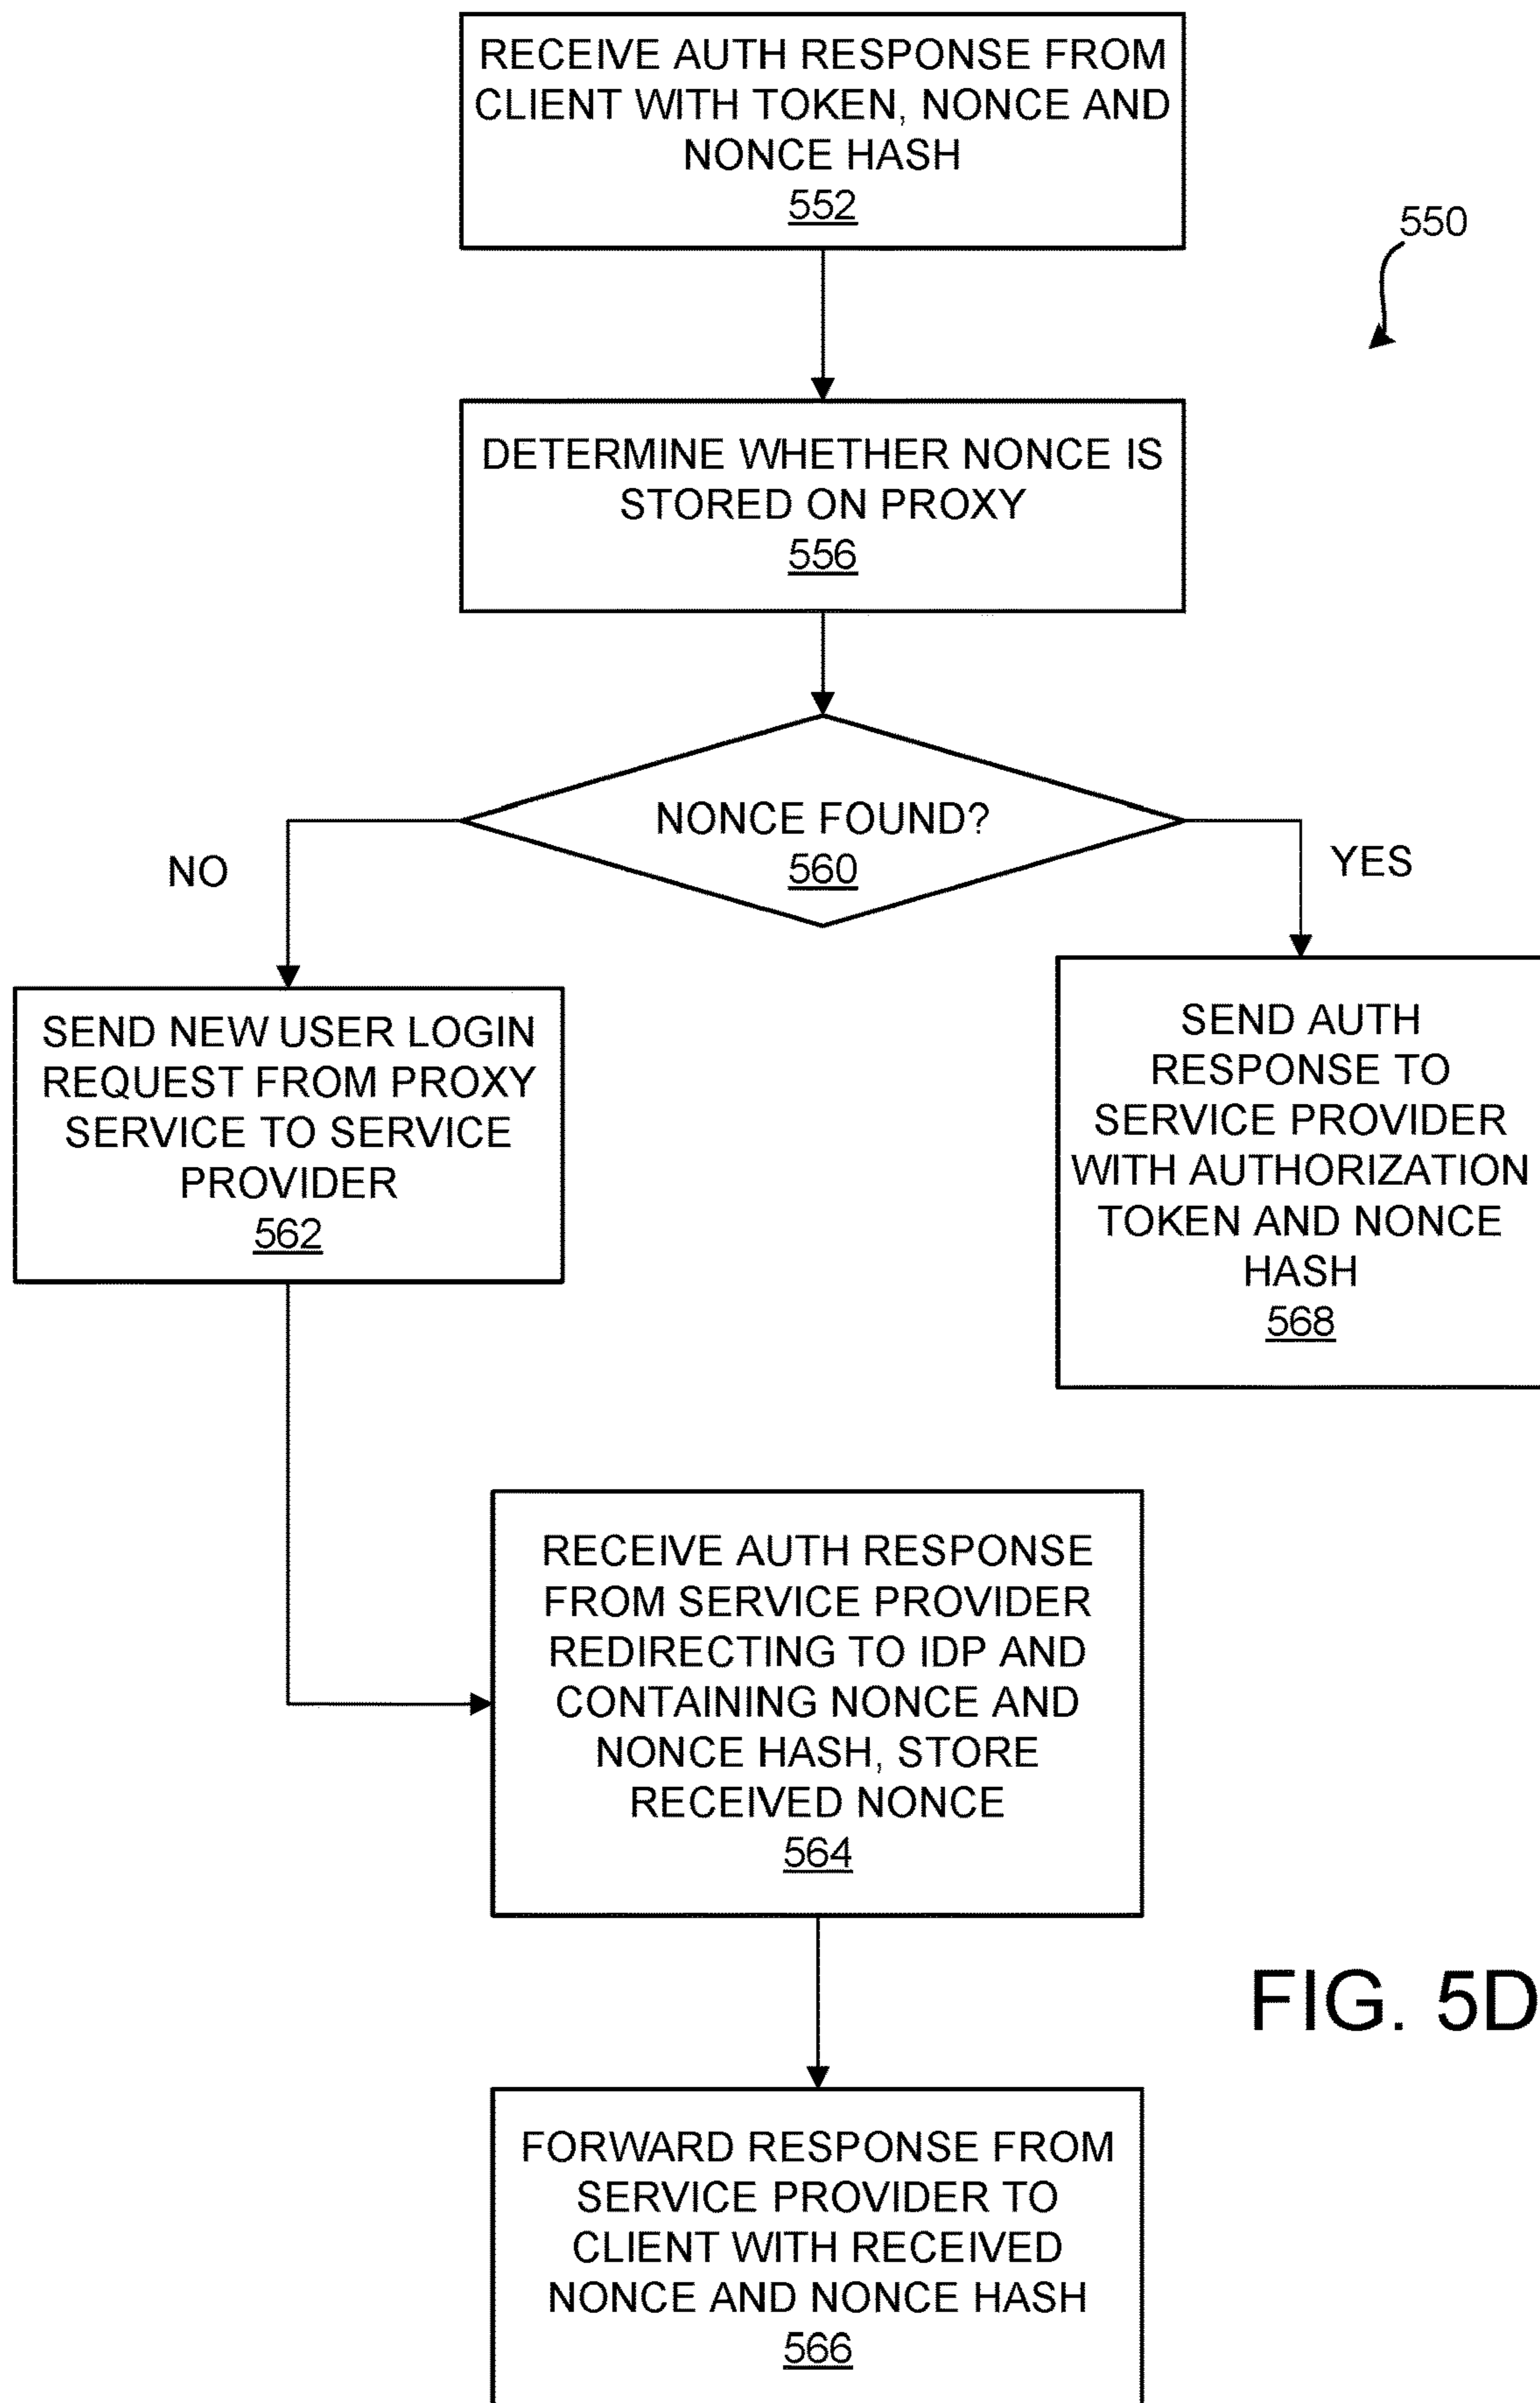 RECEIVE AUTH RESPONSE FROM
CLIENT WITH TOKEN, NONCE AND
NONCE HASH
552
550
DETERMINE WHETHER NONCE IS
STORED ON PROXY
556
NONCE FOUND?
560
NO
YES
SEND NEW USER LOGIN
REQUEST FROM PROXY
SERVICE TO SERVICE
PROVIDER
562
SEND AUTH
RESPONSE TO
SERVICE PROVIDER
WITH AUTHORIZATION
TOKEN AND NONCE
HASH
568
RECEIVE AUTH RESPONSE
FROM SERVICE PROVIDER
REDIRECTING TO IDP AND
CONTAINING NONCE AND
NONCE HASH, STORE
RECEIVED NONCE
564
FIG. 5D
FORWARD RESPONSE FROM
SERVICE PROVIDER TO
CLIENT WITH RECEIVED
NONCE AND NONCE HASH
566